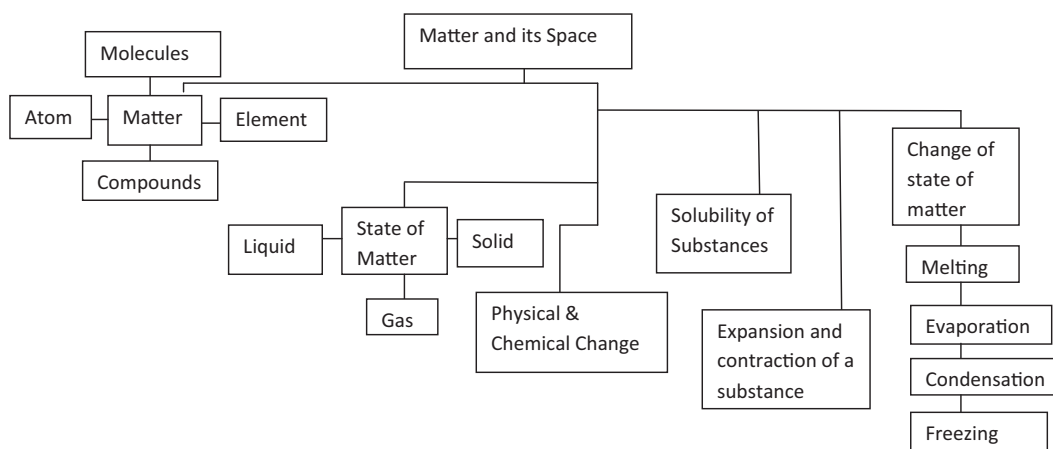 Matter and its Space
Molecules
Atom
Matter
Element
Compounds
State of
Matter
Liquid
Solid
Gas
Physical &
Chemical Change
Solubility of
Substances
Expansion and
contraction of a
substance
Change of
state of
matter
Melting
Evaporation
Condensation
Freezing